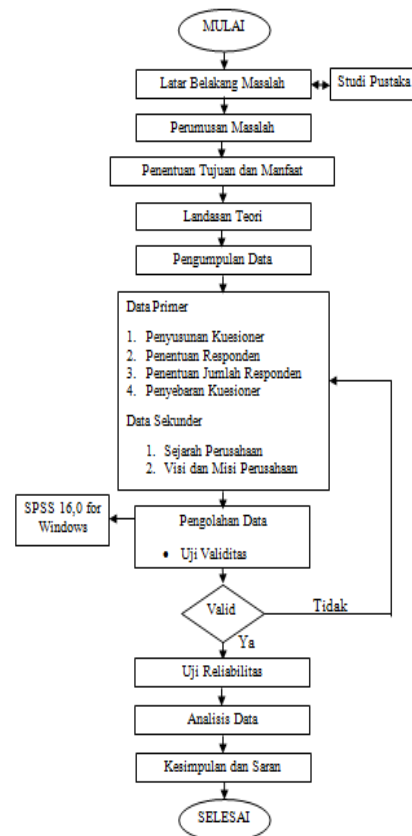 MULAI
Latar Belakang Masalah
Studi Pustaka
Perumusan Masalah
Penentuan Tujuan dan Manfaat
Landasan Teori
Pengumpulan Data
Data Primer
1. Penyusunan Kuesioner
2. Penentuan Responden
3. Penentuan Jumlah Responden
4. Penyebaran Kuesioner
Data Sekunder
1. Sejarah Perusahaan
2. Visi dan Misi Perusahaan
SPSS 16,0 for
Windows
Pengolahan Data
• Uji Validitas
Valid
Tidak
Ya
Uji Reliabilitas
Analisis Data
Kesimpulan dan Saran
SELESAI